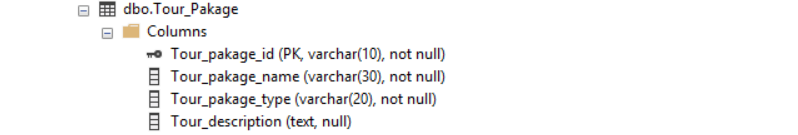 dbo.Tour_Pakage
Columns
Tour_pakage_id (PK, varchar(10), not null)
Tour_pakage_name (varchar(30), not null)
Tour_pakage_type (varchar(20), not null)
Tour_description (text, null)